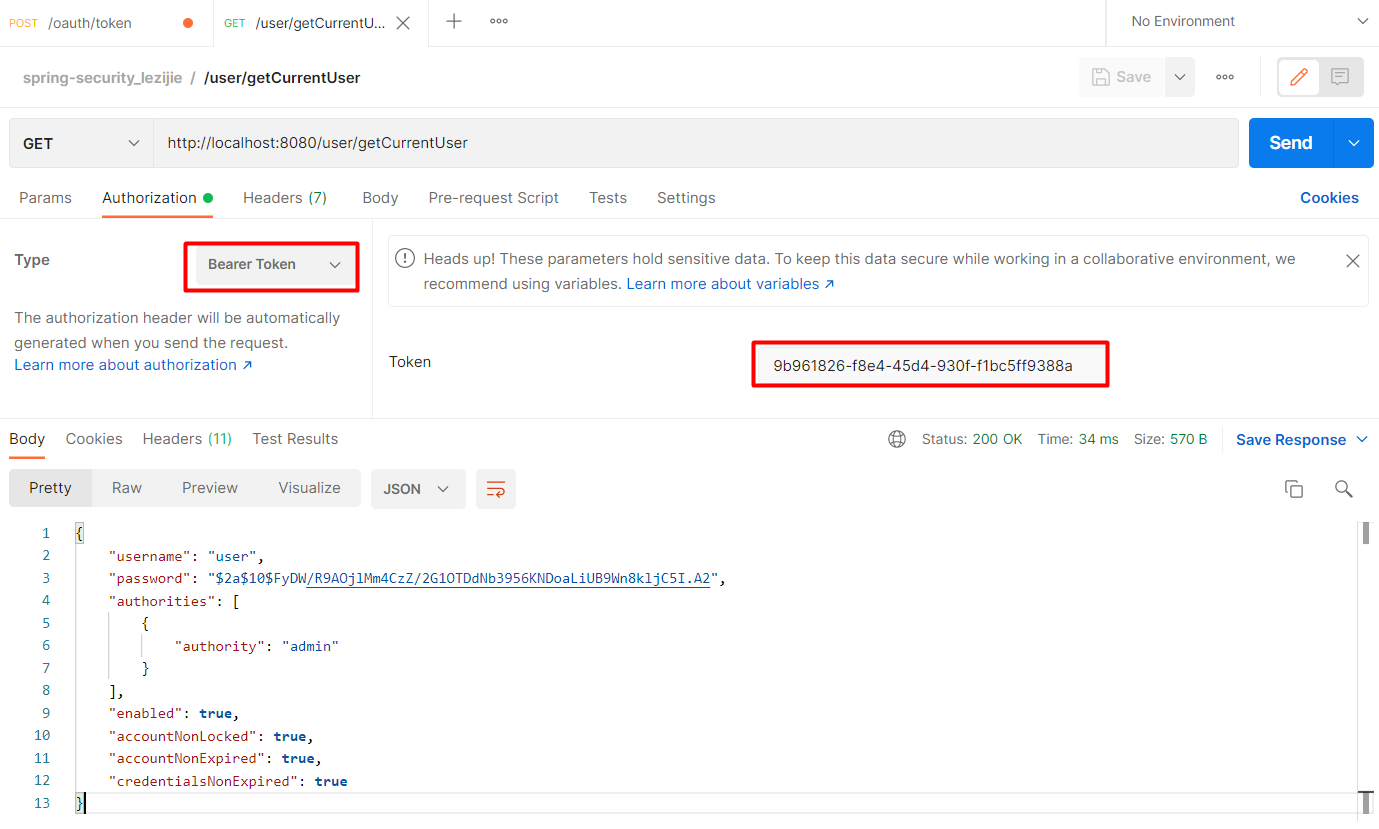 POST /oauth/token GET /user/getCurrentU... No Environment
spring-security_lezijie / /user/getCurrentUser Save
GET http://localhost:8080/user/getCurrentUser Send
Params Authorization Headers (7) Body Pre-request Script Tests Settings Cookies
Type Bearer Token
The authorization header will be automatically
generated when you send the request.
Learn more about authorization ↗
Heads up! These parameters hold sensitive data. To keep this data secure while working in a collaborative environment, we
recommend using variables. Learn more about variables ↗
Token 9b961826-f8e4-45d4-930f-f1bc5ff9388a
Body Cookies Headers (11) Test Results Status: 200 OK Time: 34 ms Size: 570 B Save Response
Pretty Raw Preview Visualize JSON
1 {
2 "username": "user",
3 "password": "$2a$10$FyDW/R9AOjlMm4CzZ/2G1OTDdNb3956KNDoaLiUB9Wn8kljC5I.A2",
4 "authorities": [
5 {
6 "authority": "admin"
7 }
8 ],
9 "enabled": true,
10 "accountNonLocked": true,
11 "accountNonExpired": true,
12 "credentialsNonExpired": true
13 }